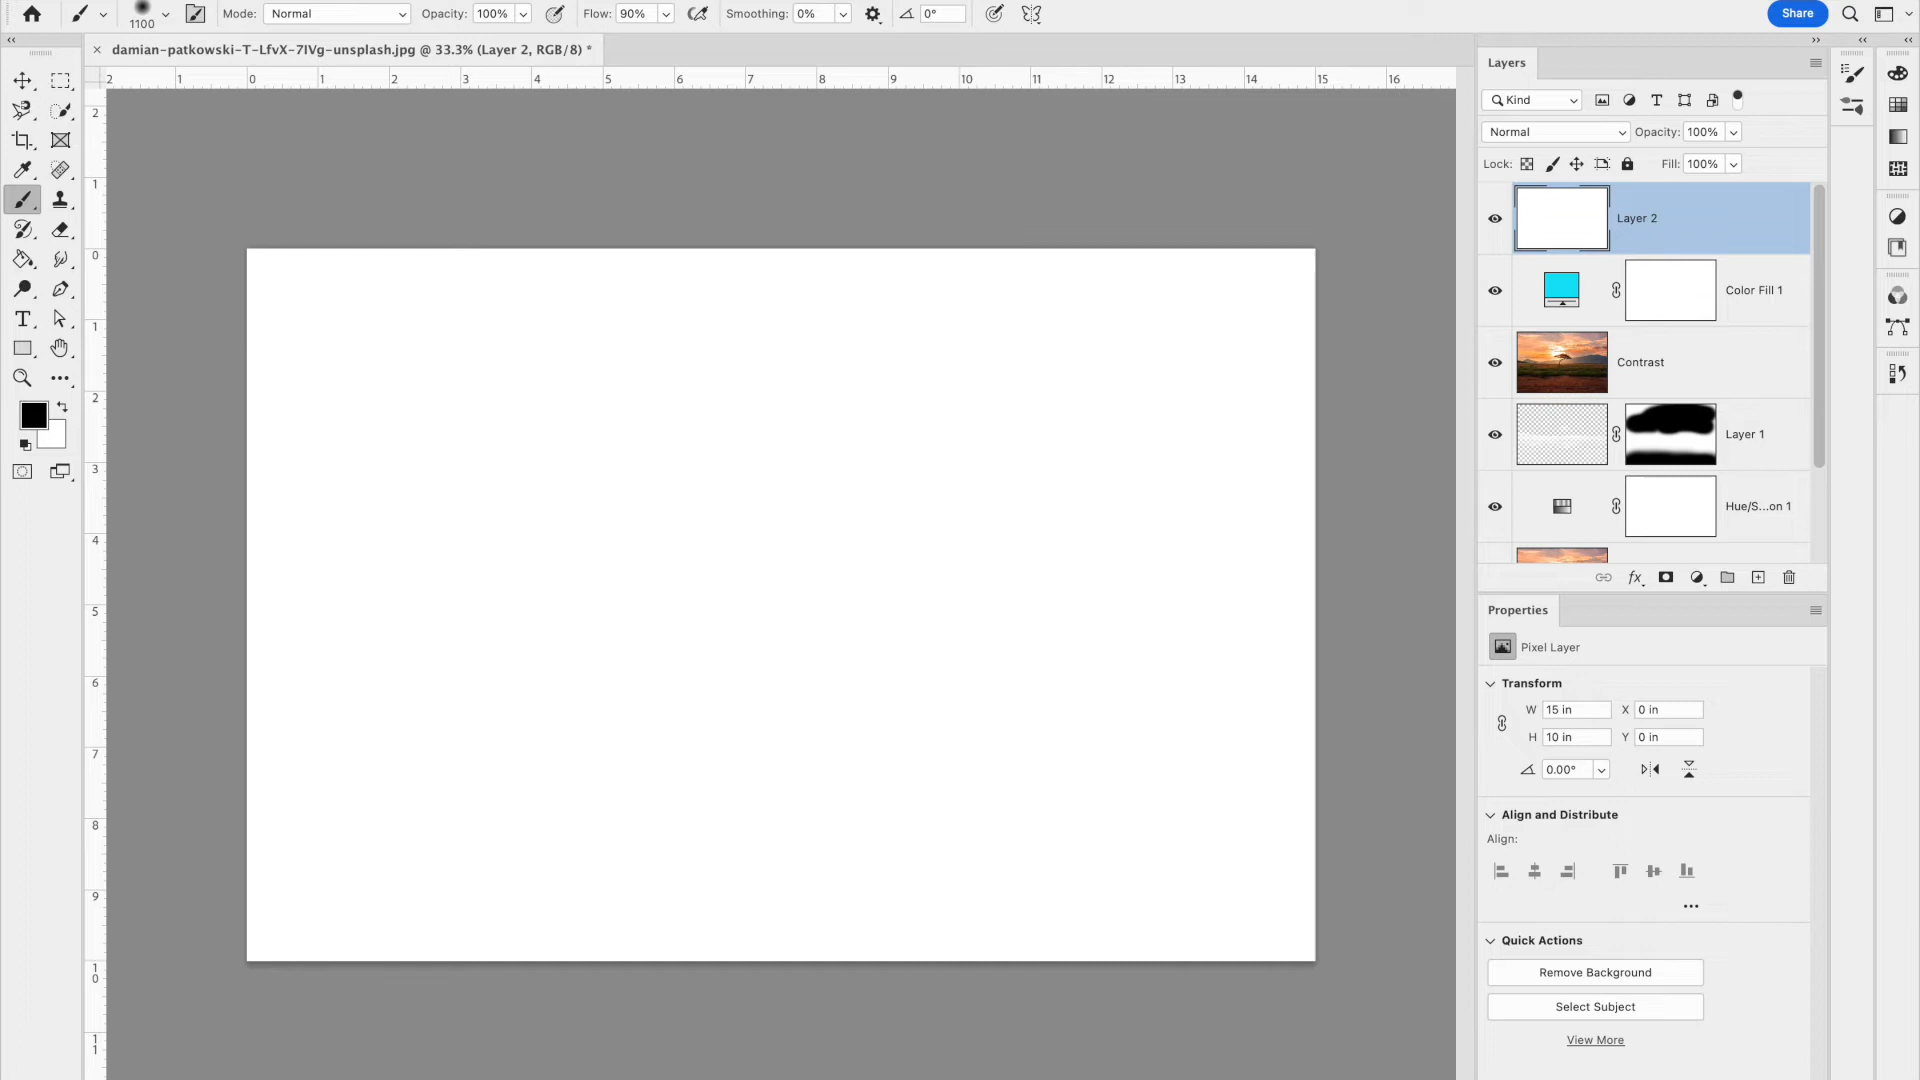 1100
Mode:
Normal
Opacity:
100%
Flow:
90%
Smoothing:
0%
0°
Share
damian-patkowski-T-LfvX-7IVg-unsplash.jpg @ 33.3% (Layer 2, RGB/8) *
2 1 0 1 2 3 4 5 6 7 8 9 10 11 12 13 14 15 16
2
1
0
1
2
3
4
5
6
7
8
9
10
11
Layers
Kind
Normal
Opacity:
100%
Lock:
Fill:
100%
Layer 2
Color Fill 1
Contrast
Layer 1
Hue/S...on 1
fx
Properties
Pixel Layer
Transform
W 15 in X 0 in
H 10 in Y 0 in
0.00°
Align and Distribute
Align:
Quick Actions
Remove Background
Select Subject
View More